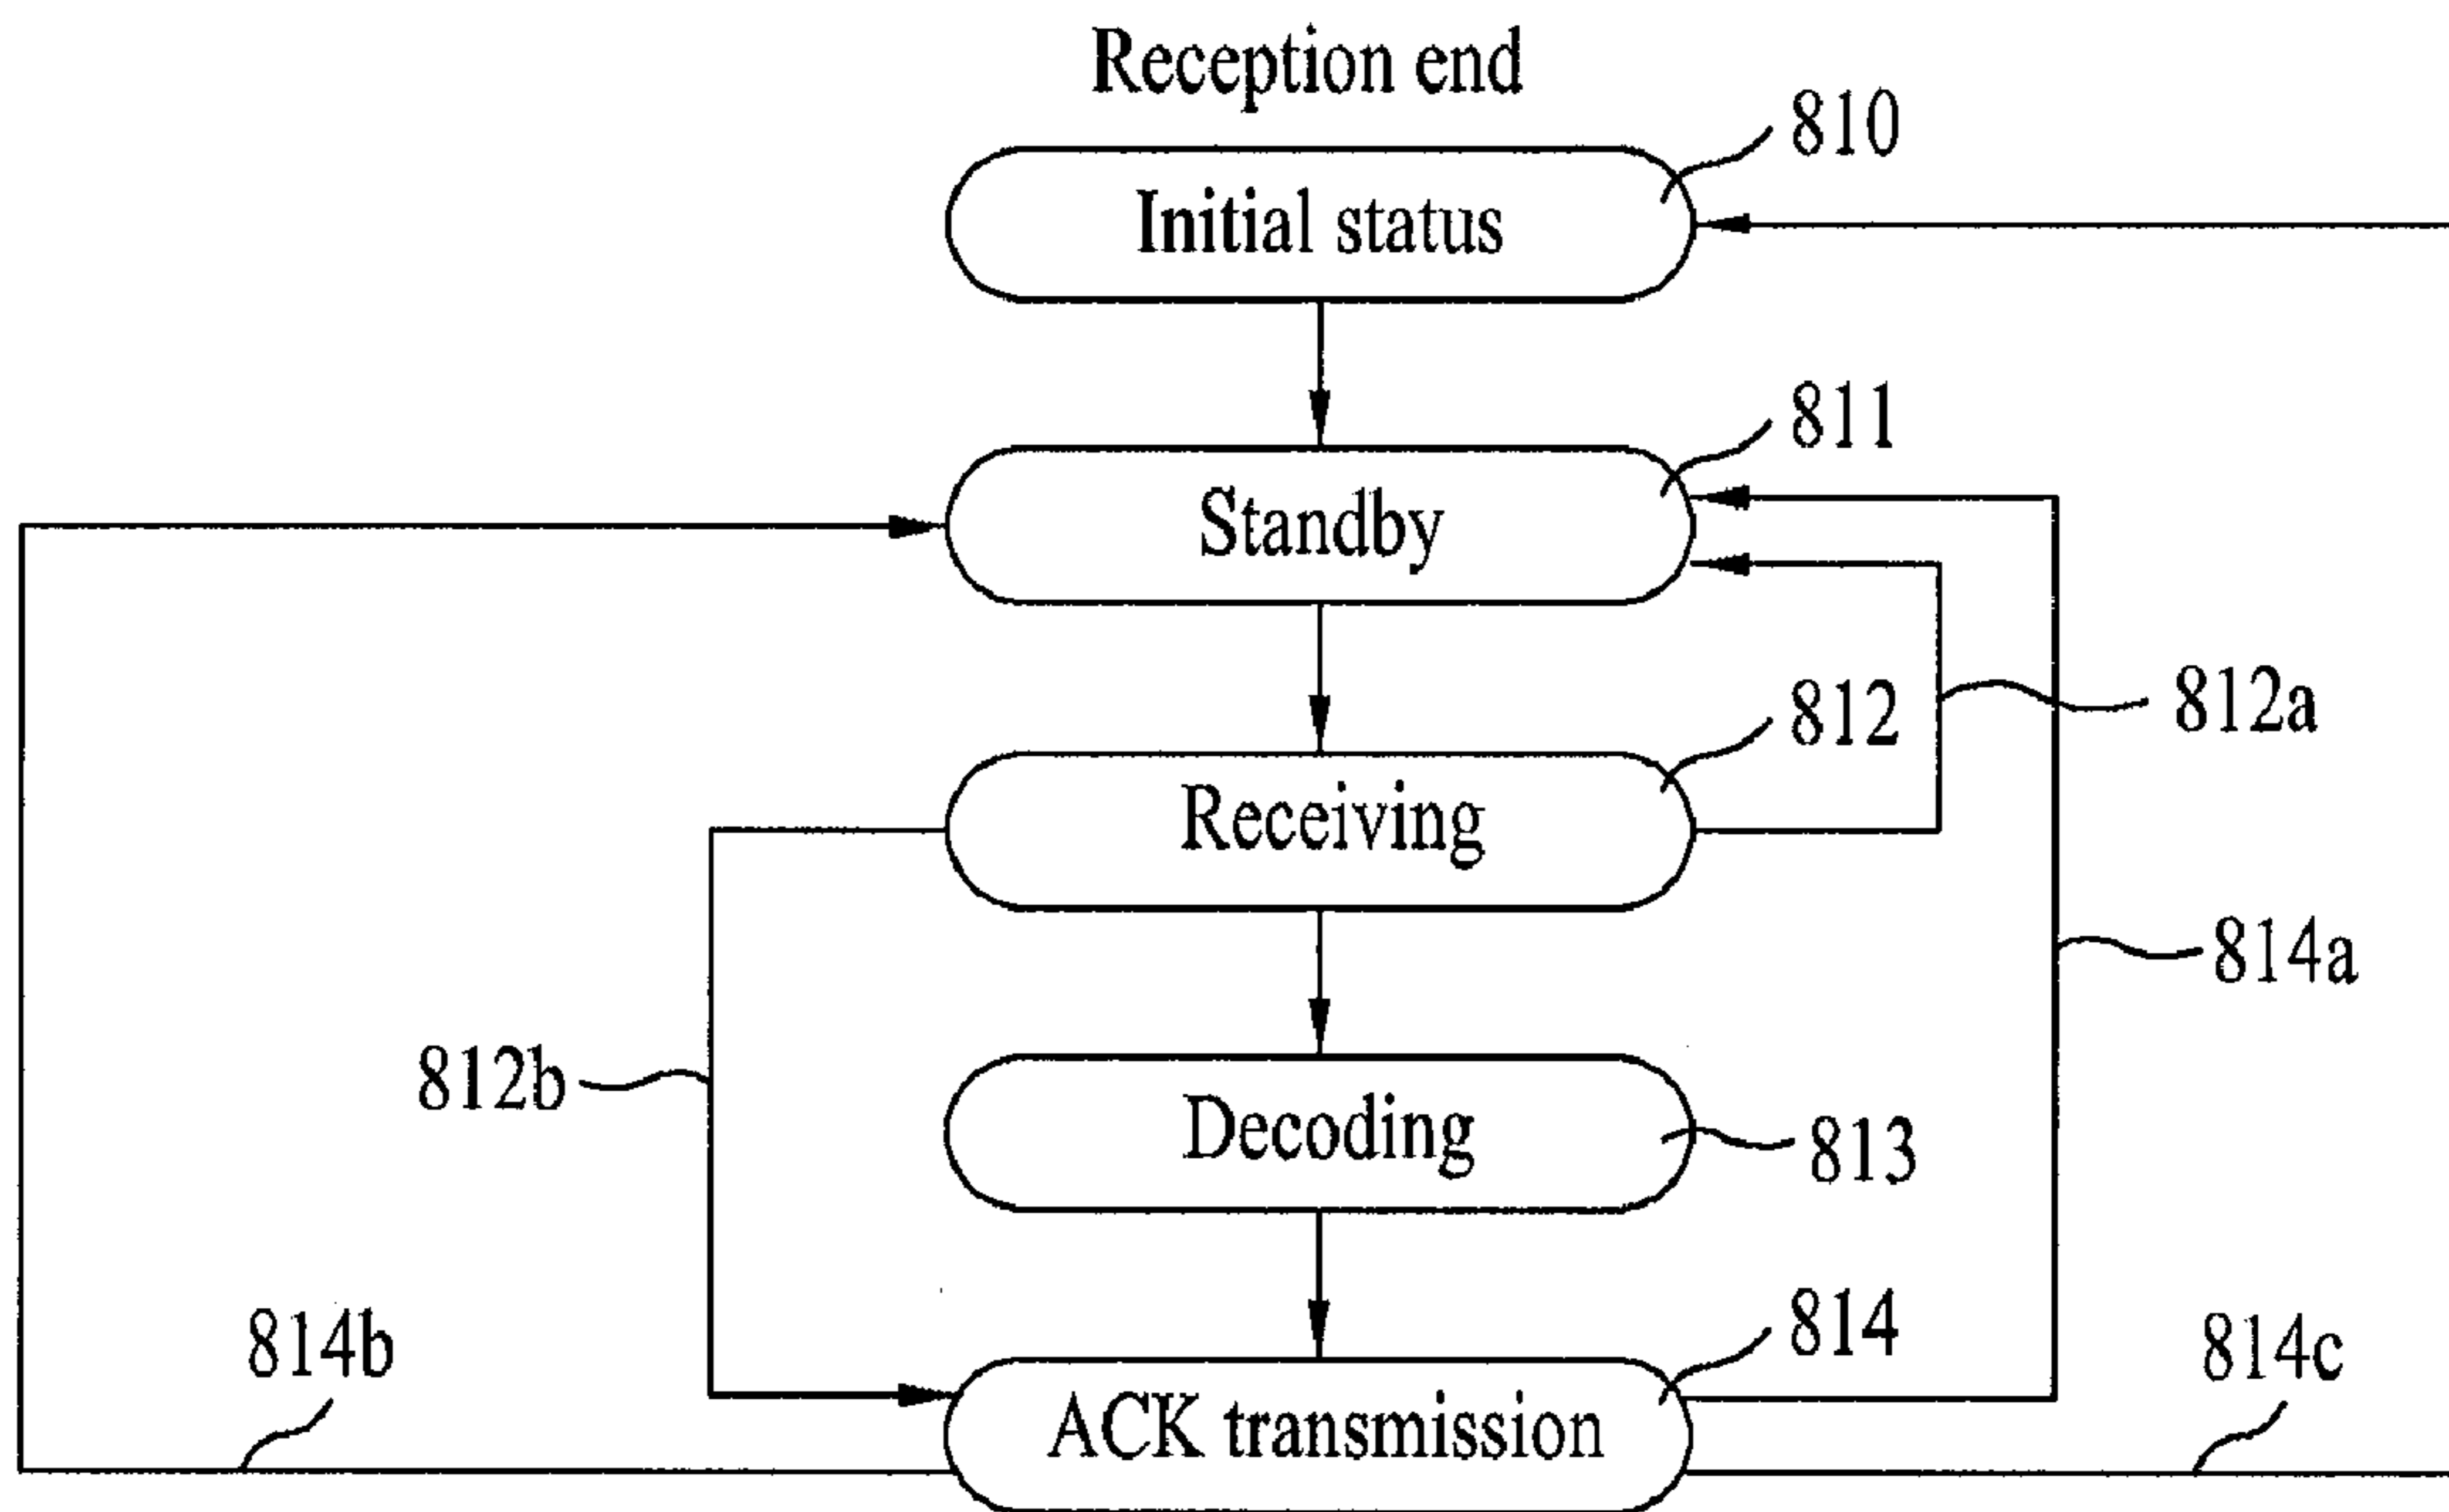 Reception end
810
Initial status
811
Standby
812
812a
Receiving
814a
812b
Decoding
813
814b
814
814c
ACK transmission